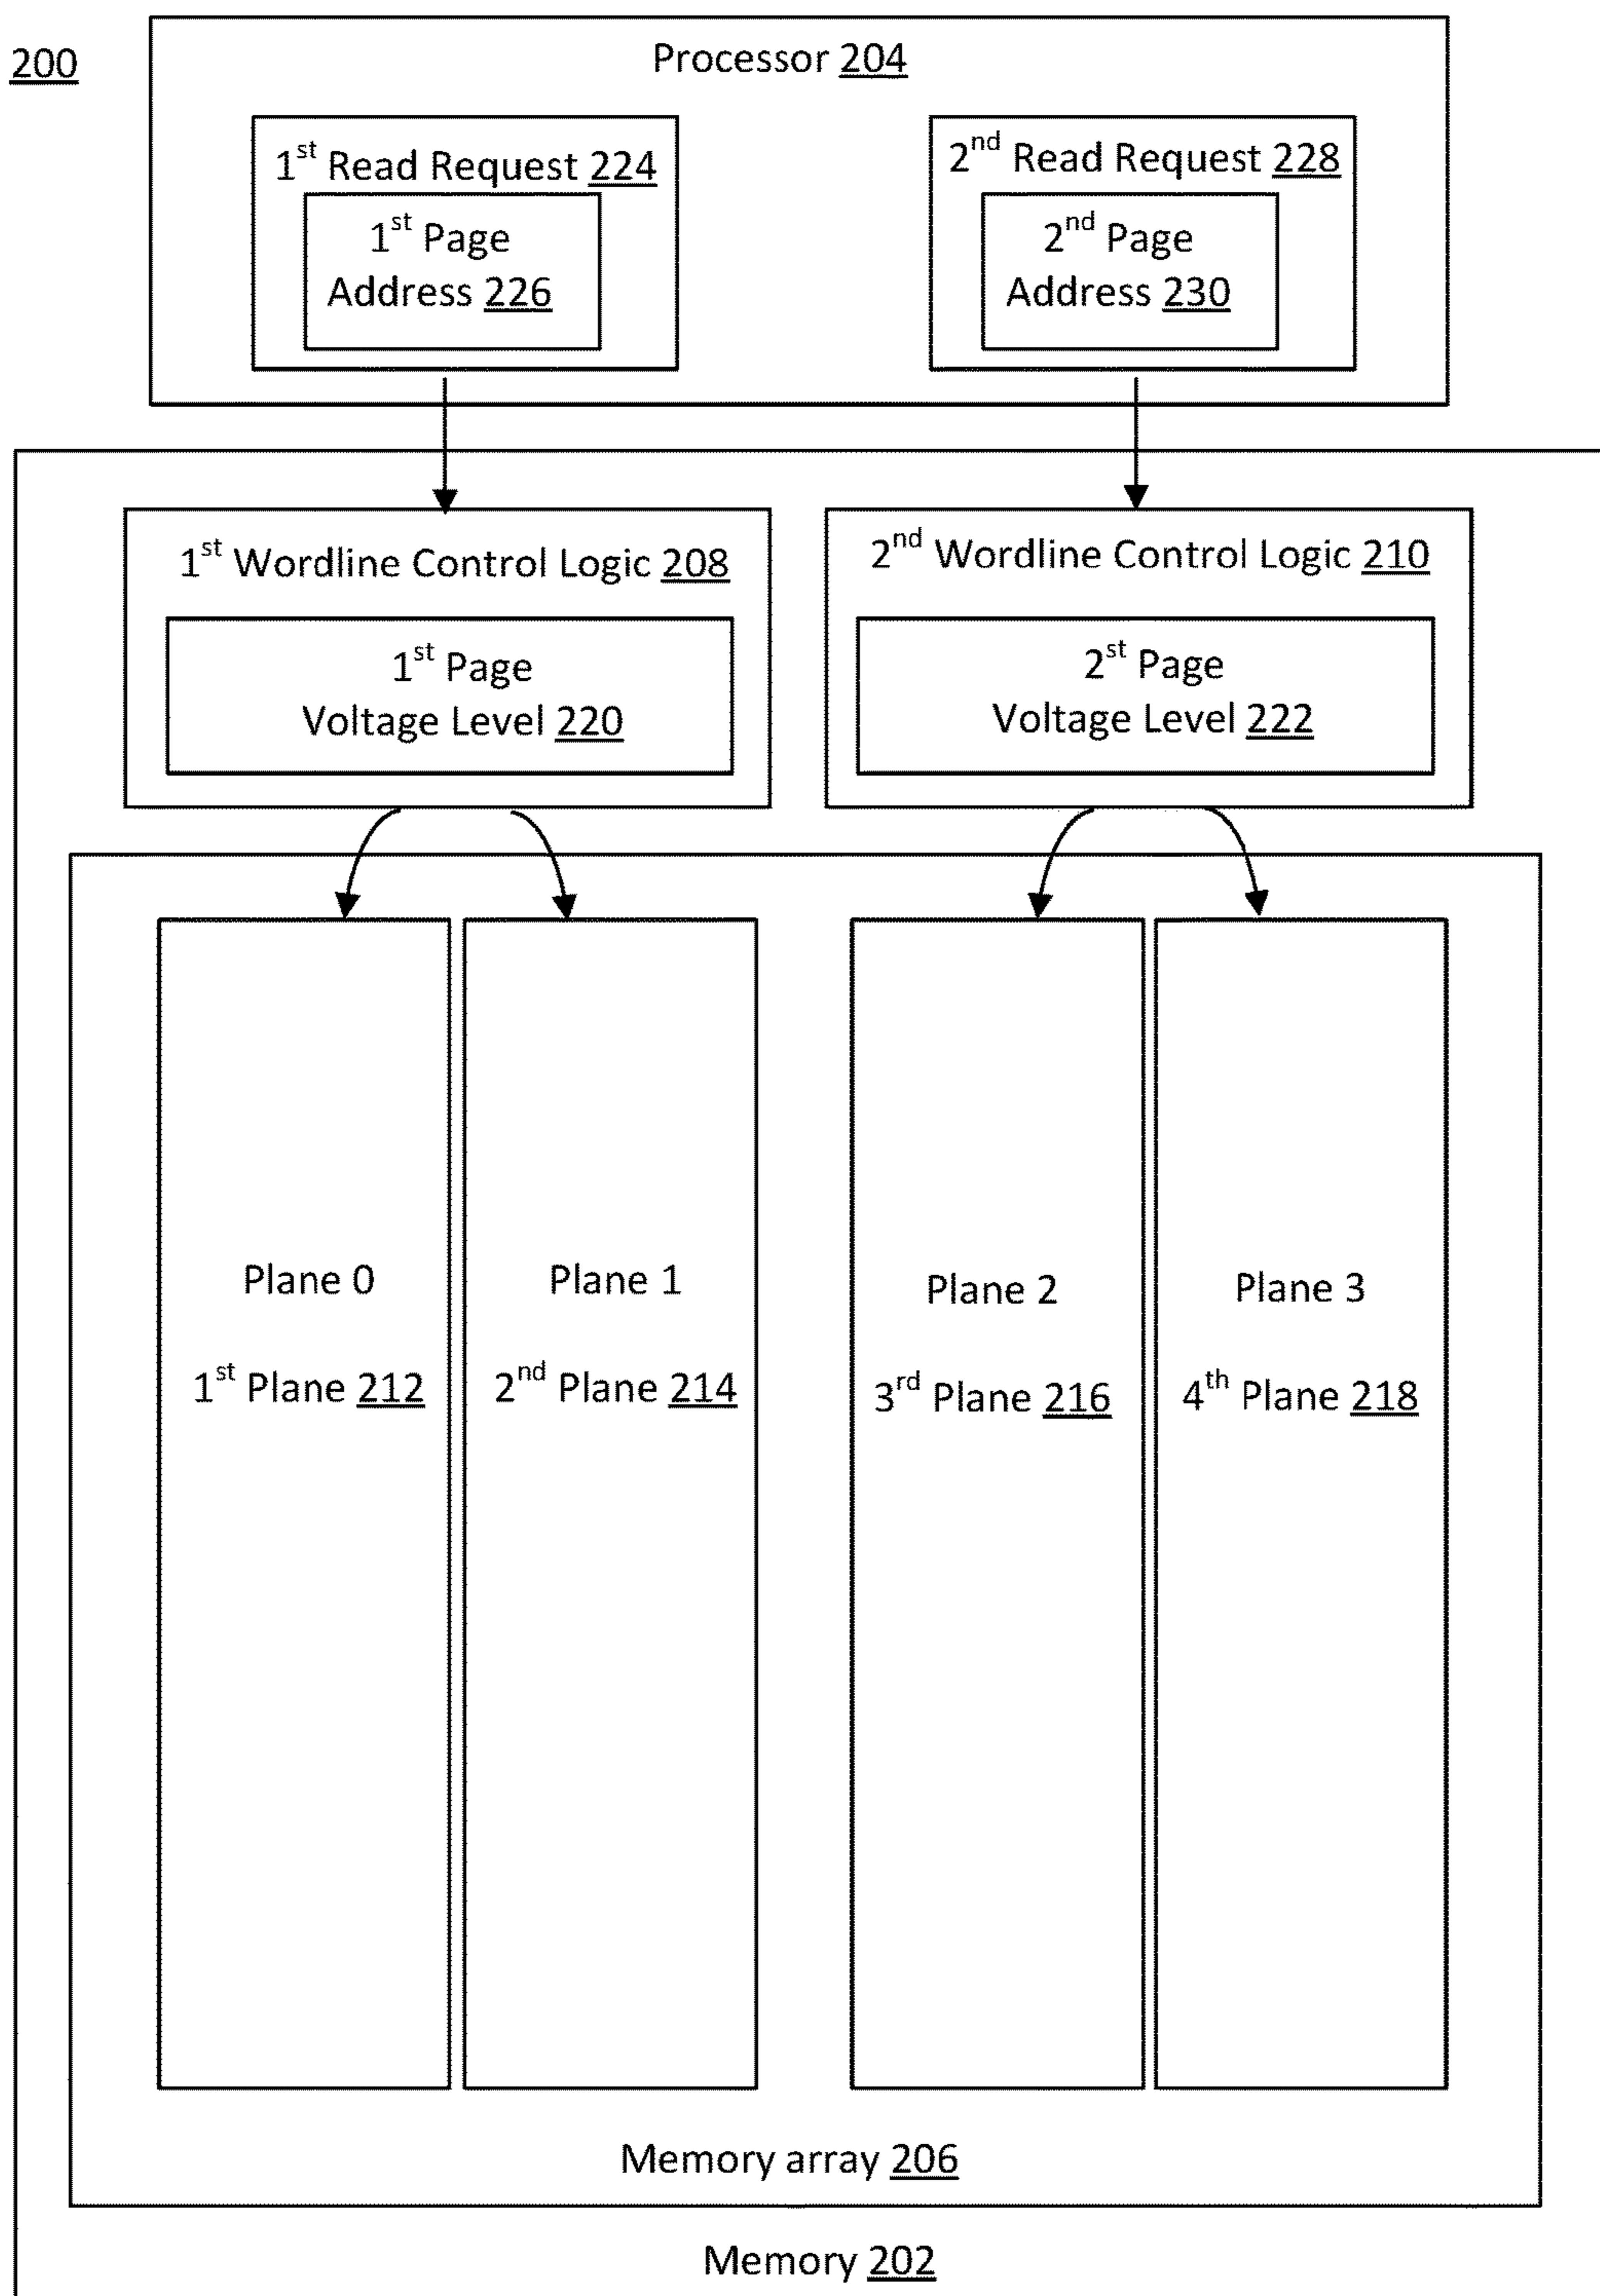 200
Processor 204
1st Read Request 224
1st Page
Address 226
2nd Read Request 228
2nd Page
Address 230
1st Wordline Control Logic 208
1st Page
Voltage Level 220
2nd Wordline Control Logic 210
2st Page
Voltage Level 222
Plane 0
1st Plane 212
Plane 1
2nd Plane 214
Plane 2
3rd Plane 216
Plane 3
4th Plane 218
Memory array 206
Memory 202